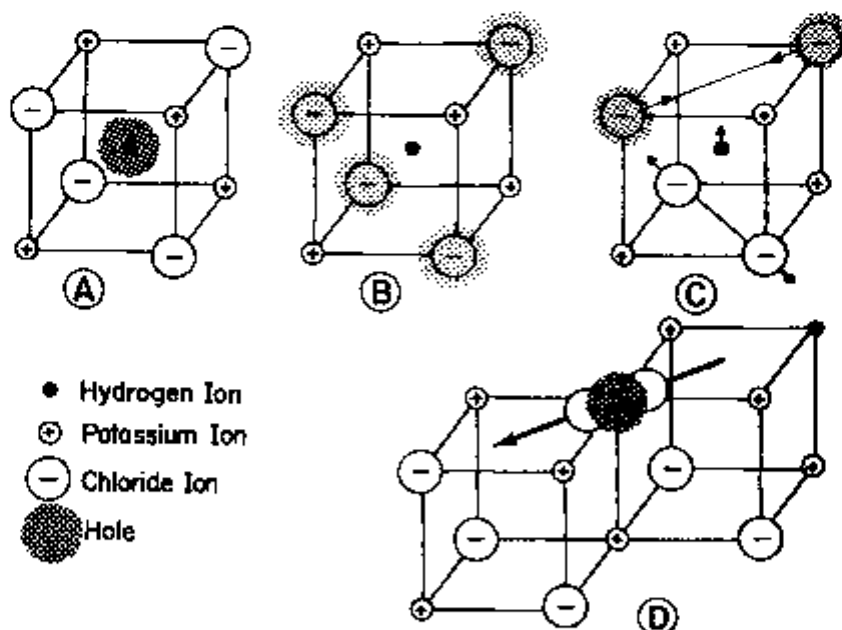 A
B
C
Hydrogen Ion
Potassium Ion
Chloride Ion
Hole
D